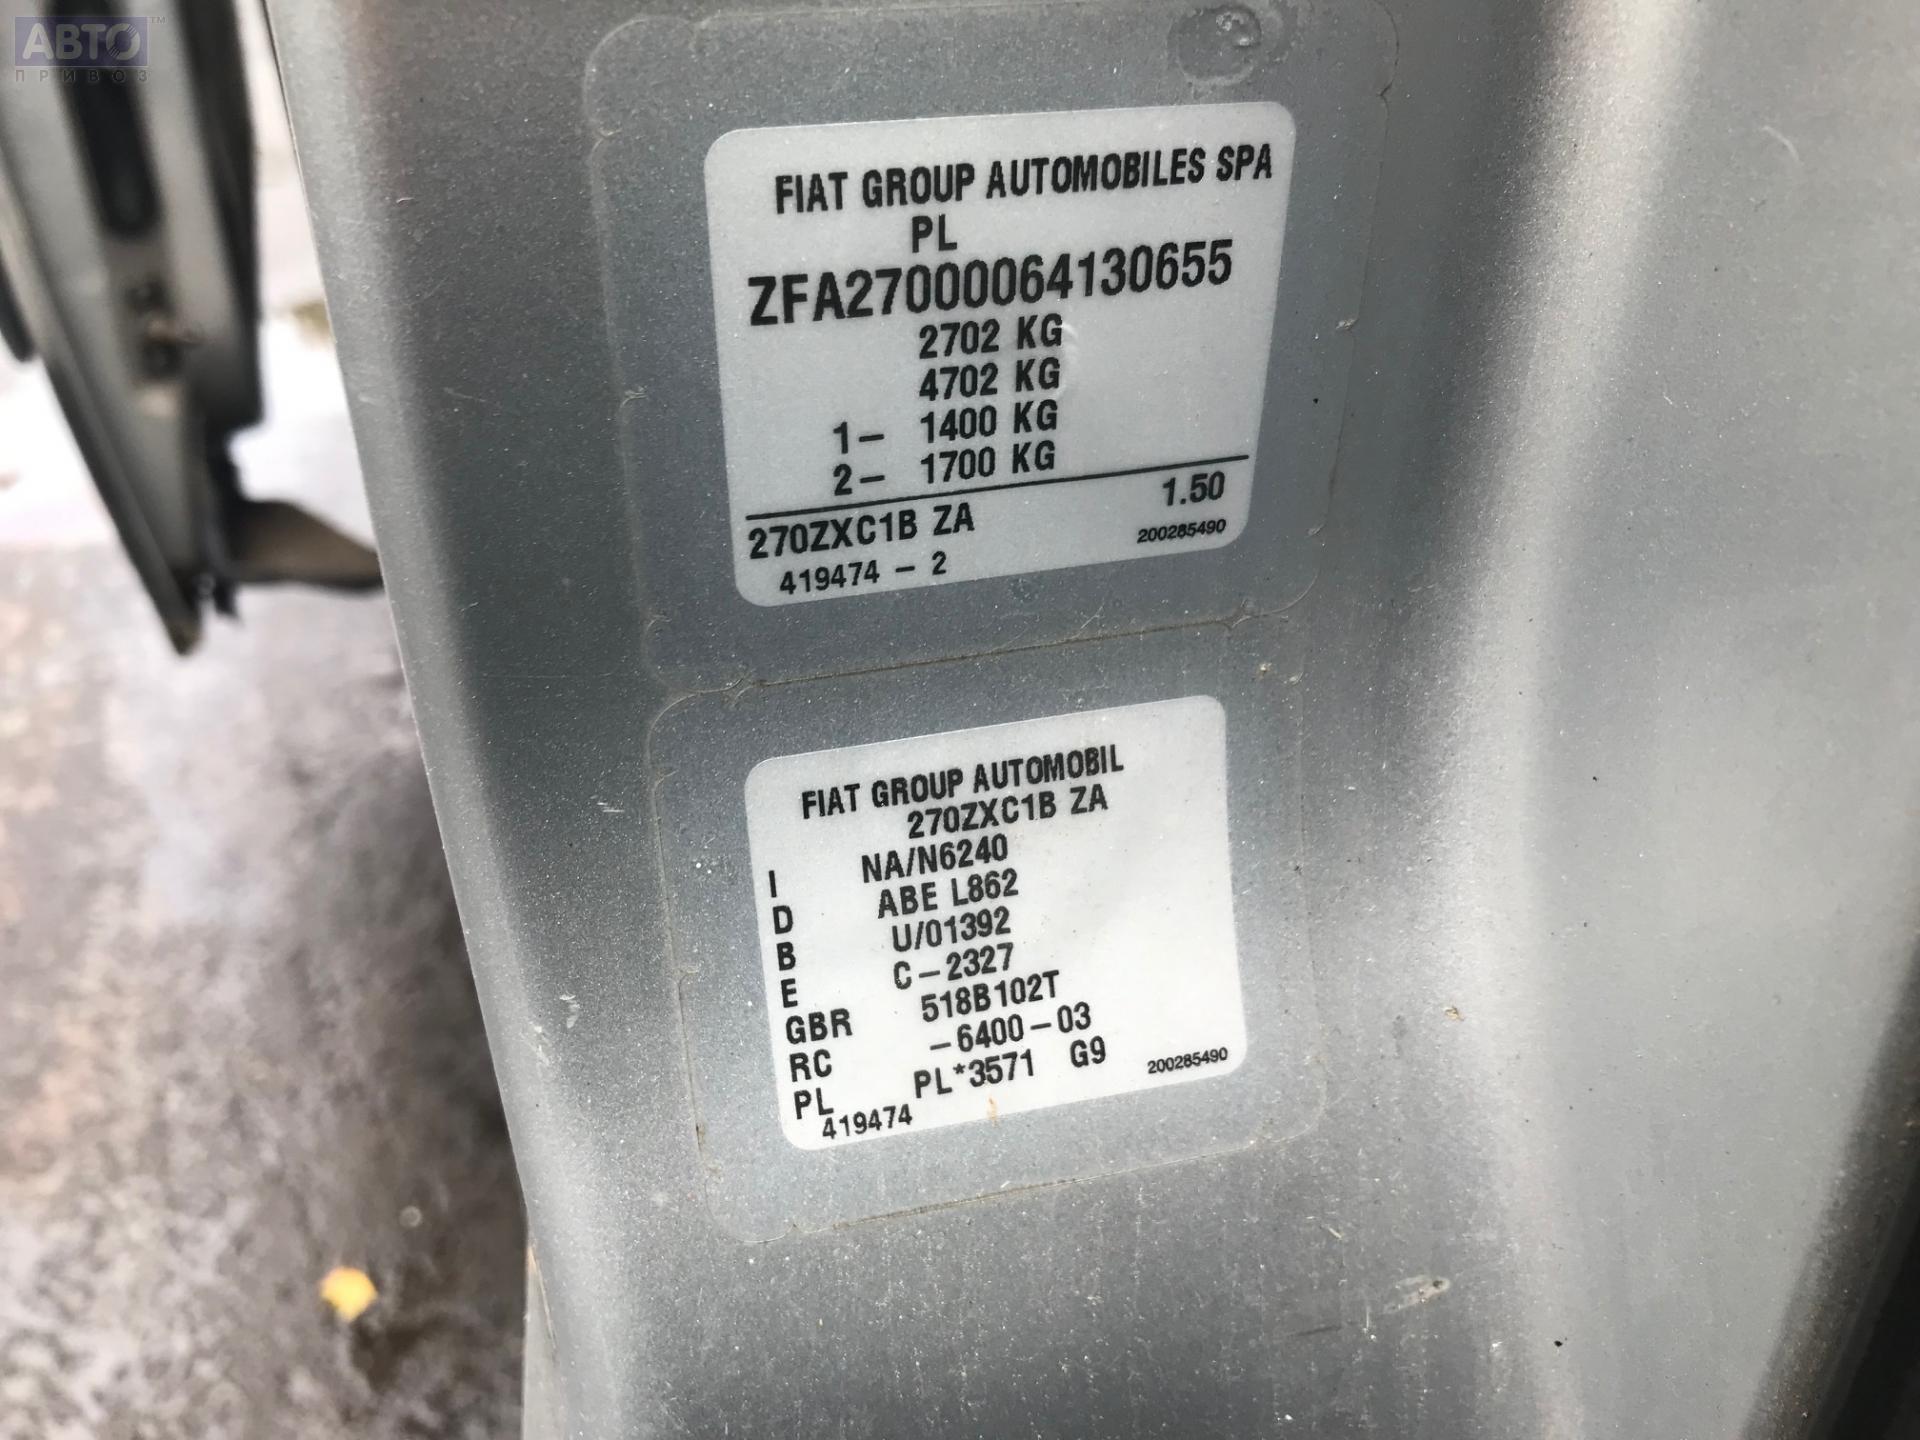 АВТО™
ПРИВОЗ
FIAT GROUP AUTOMOBILES SPA
PL
ZFA27000064130655
2702 KG
4702 KG
1- 1400 KG
2- 1700 KG
270ZXC1B ZA 1.50
419474-2 200285490
FIAT GROUP AUTOMOBIL
270ZXC1B ZA
I NA/N6240
D ABE L862
B U/01392
E C-2327
GBR 518B102T
RC -6400-03
PL PL*3571 G9
419474 200285490